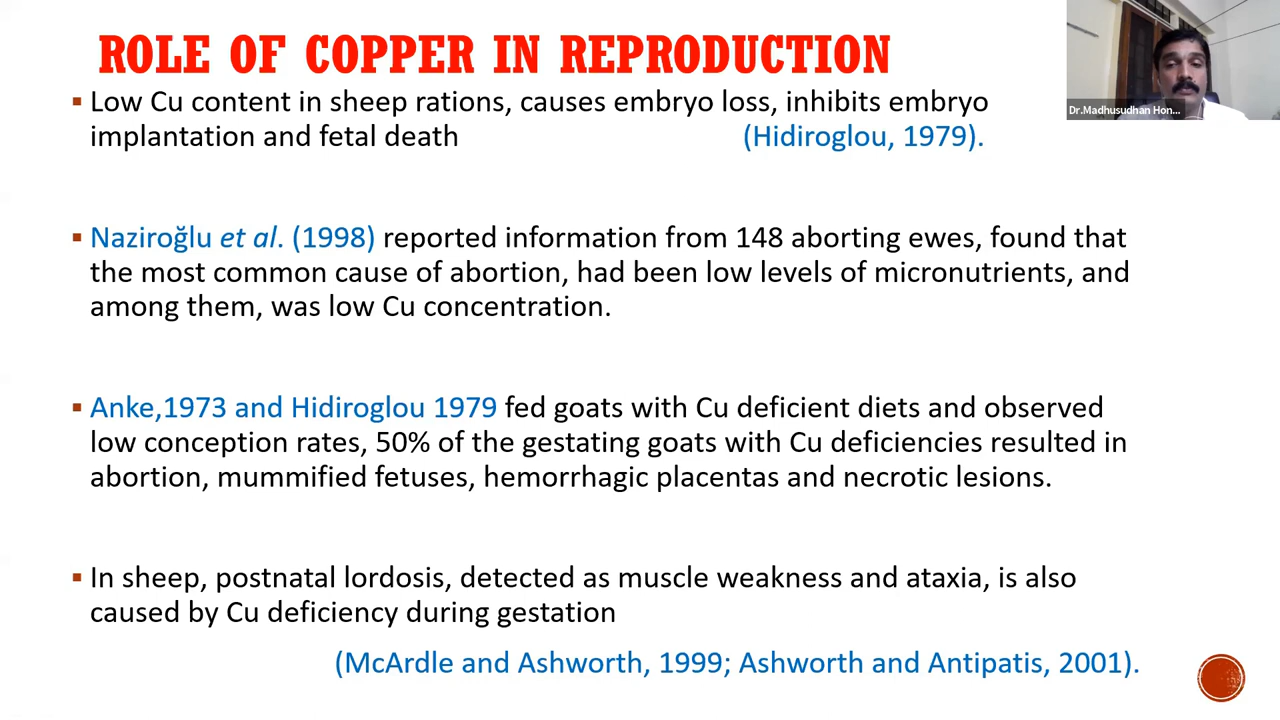 ROLE OF COPPER IN REPRODUCTION
Dr.Madhusudhan Hon...
▪ Low Cu content in sheep rations, causes embryo loss, inhibits embryo
implantation and fetal death (Hidiroglou, 1979).
▪ Naziroğlu et al. (1998) reported information from 148 aborting ewes, found that
the most common cause of abortion, had been low levels of micronutrients, and
among them, was low Cu concentration.
▪ Anke,1973 and Hidiroglou 1979 fed goats with Cu deficient diets and observed
low conception rates, 50% of the gestating goats with Cu deficiencies resulted in
abortion, mummified fetuses, hemorrhagic placentas and necrotic lesions.
▪ In sheep, postnatal lordosis, detected as muscle weakness and ataxia, is also
caused by Cu deficiency during gestation
(McArdle and Ashworth, 1999; Ashworth and Antipatis, 2001).